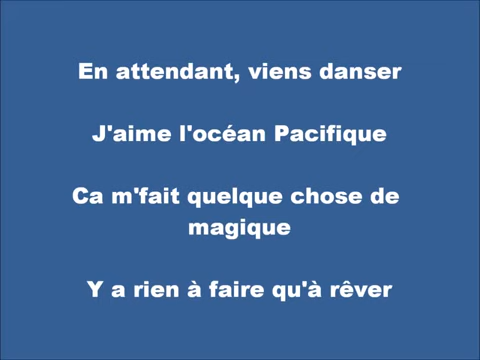 En attendant, viens danser
J'aime l'océan Pacifique
Ca m'fait quelque chose de
magique
Y a rien à faire qu'à rêver